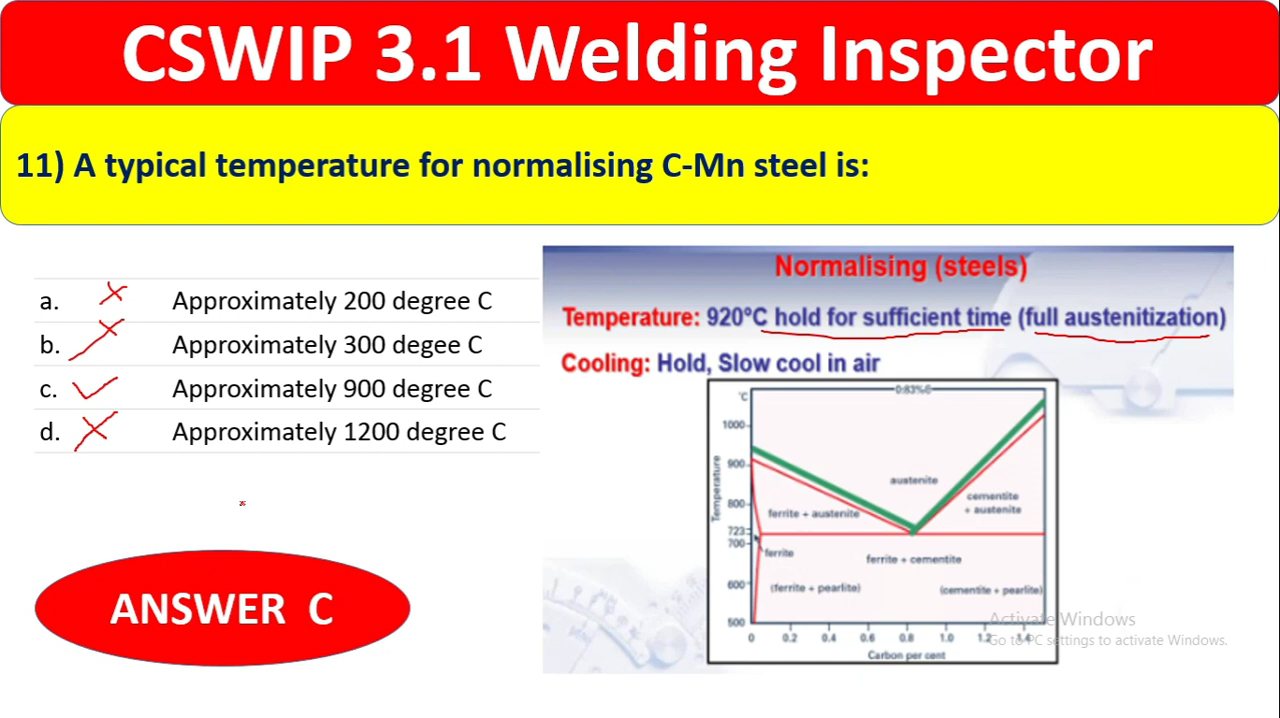 CSWIP 3.1 Welding Inspector
11) A typical temperature for normalising C-Mn steel is:
a. Approximately 200 degree C
b. Approximately 300 degee C
c. Approximately 900 degree C
d. Approximately 1200 degree C
ANSWER C
Normalising (steels)
Temperature: 920ºC hold for sufficient time (full austenitization)
Cooling: Hold, Slow cool in air
0.83%C
°C
1000
900
800
723
700
600
500
Temperature
austenite
cementite
+ austenite
ferrite + austenite
ferrite
ferrite + cementite
(ferrite + pearlite)
(cementite + pearlite)
0 0.2 0.4 0.6 0.8 1.0 1.2 1.4
Carbon per cent
Activate Windows
Go to PC settings to activate Windows.